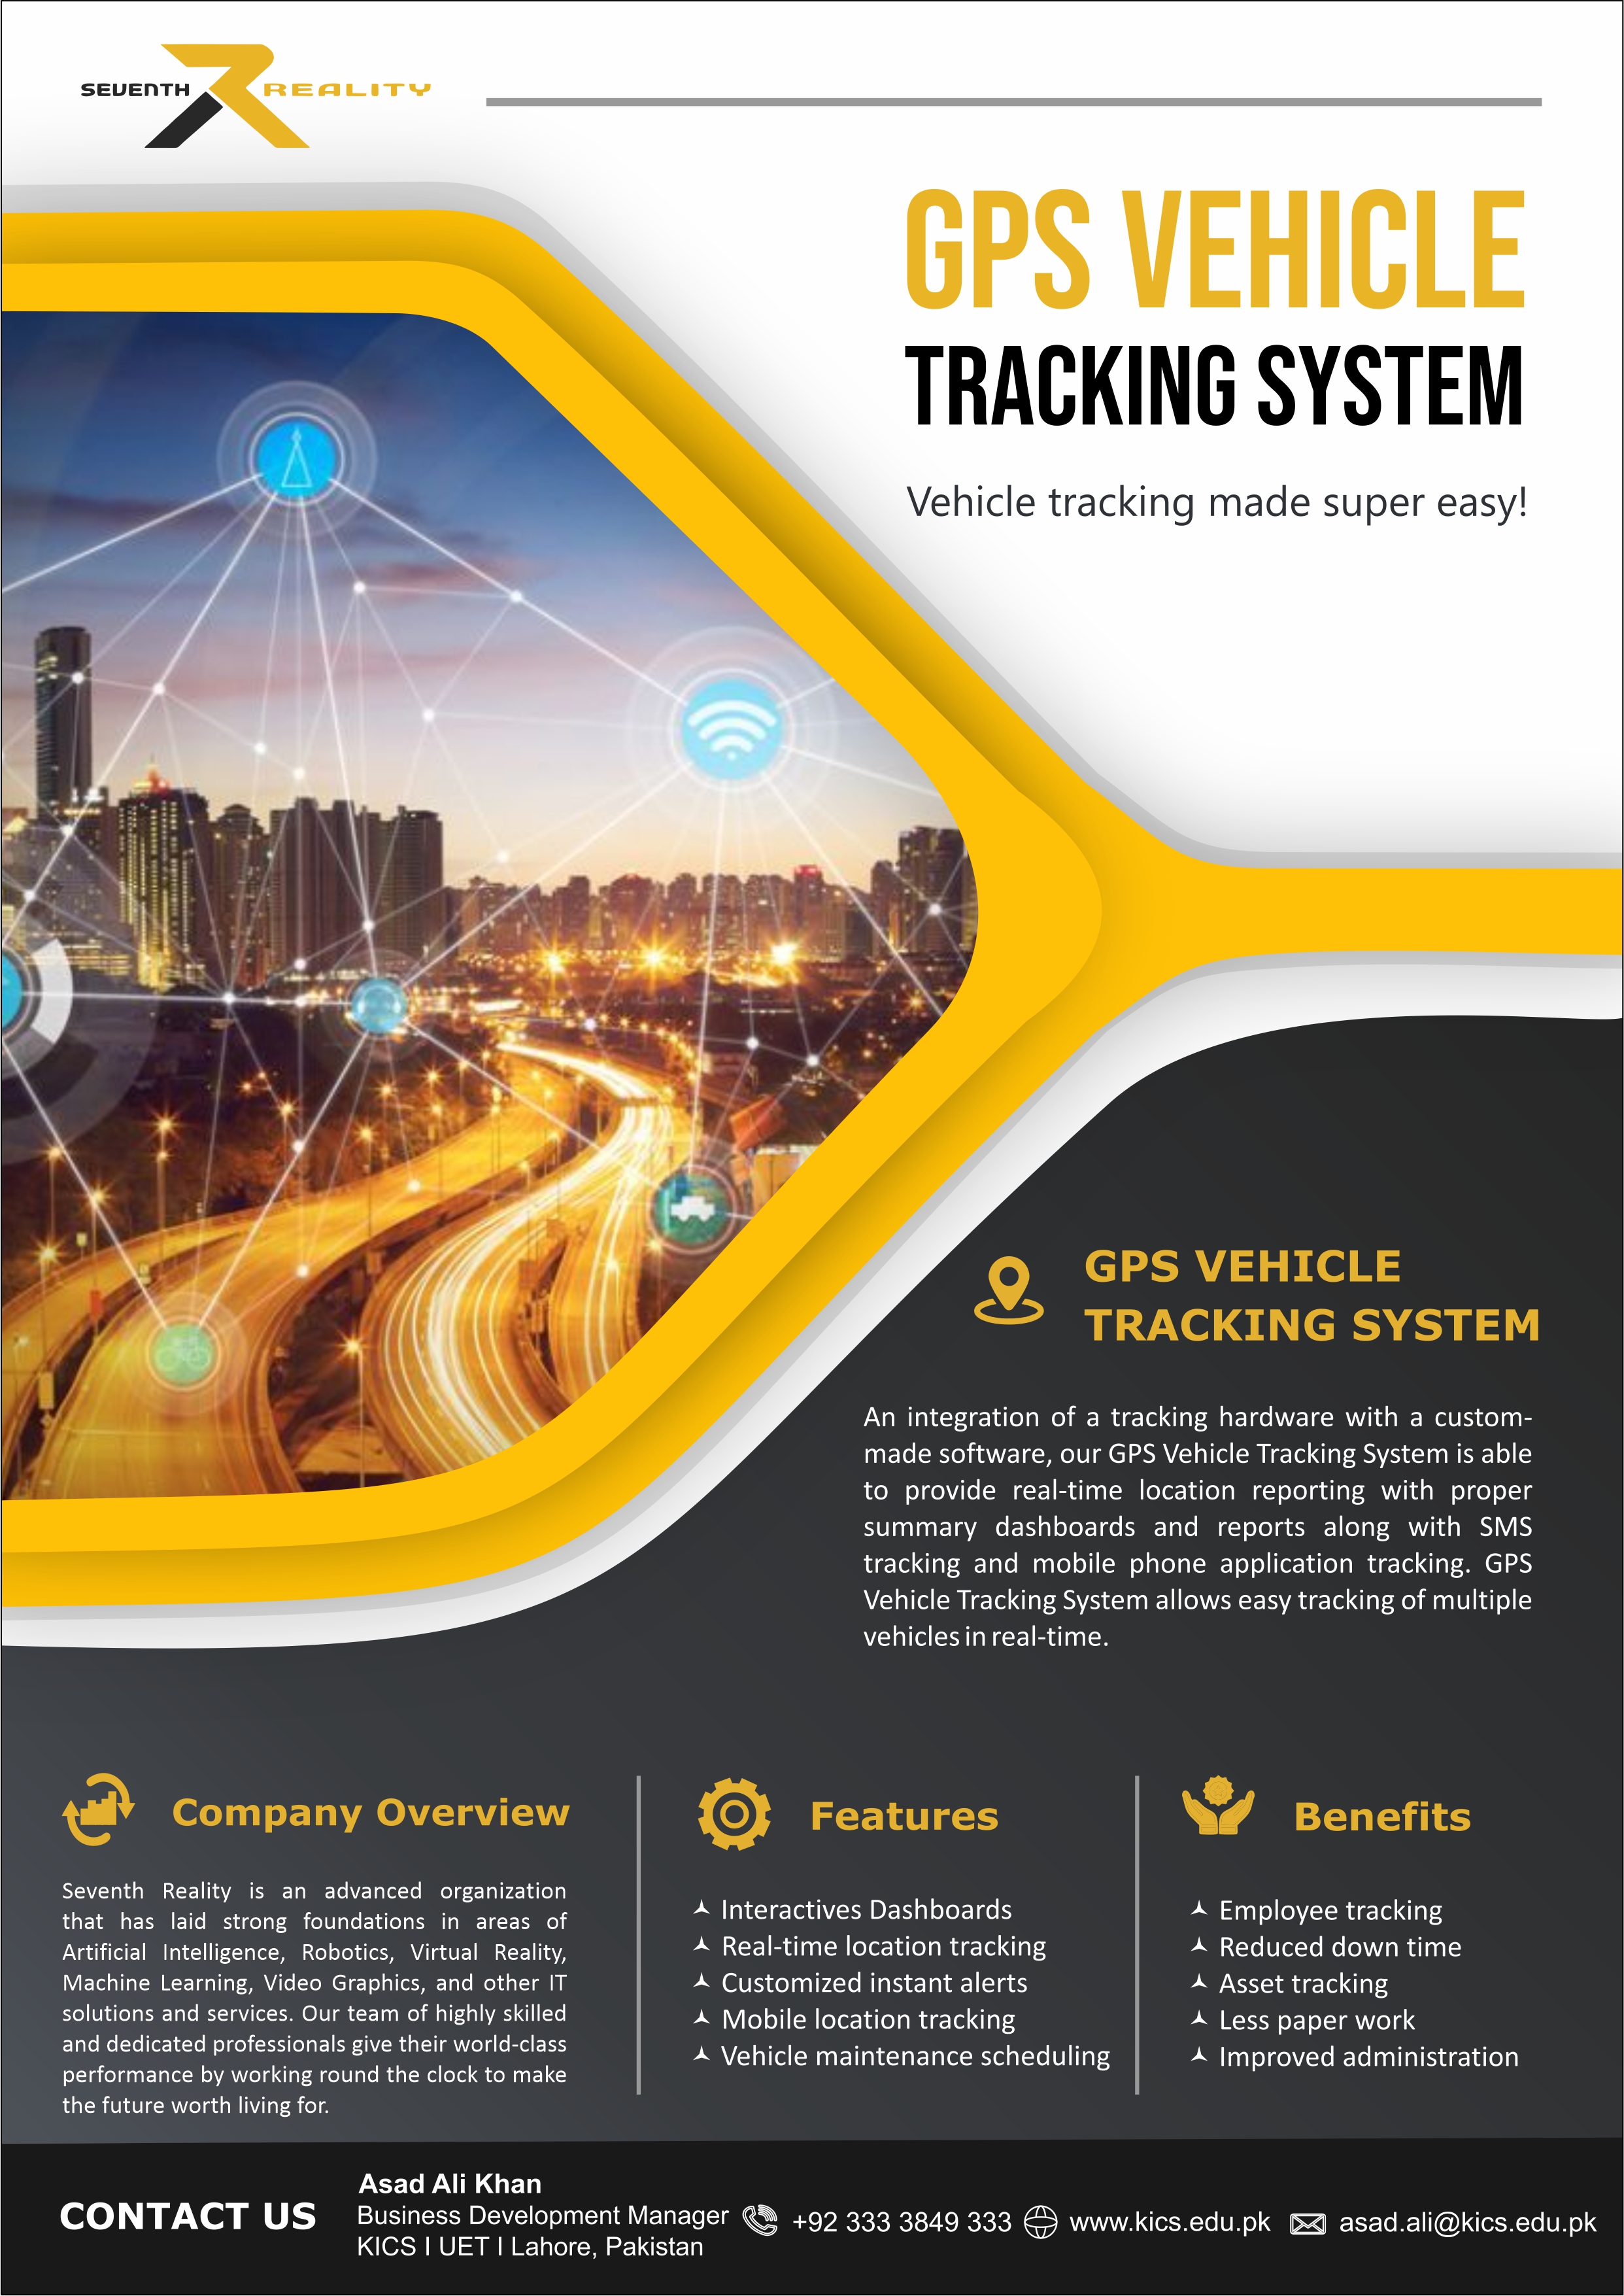 SEVENTH REALITY
GPS VEHICLE
TRACKING SYSTEM
Vehicle tracking made super easy!
GPS VEHICLE
TRACKING SYSTEM
An integration of a tracking hardware with a custom-
made software, our GPS Vehicle Tracking System is able
to provide real-time location reporting with proper
summary dashboards and reports along with SMS
tracking and mobile phone application tracking. GPS
Vehicle Tracking System allows easy tracking of multiple
vehicles in real-time.
Company Overview
Seventh Reality is an advanced organization
that has laid strong foundations in areas of
Artificial Intelligence, Robotics, Virtual Reality,
Machine Learning, Video Graphics, and other IT
solutions and services. Our team of highly skilled
and dedicated professionals give their world-class
performance by working round the clock to make
the future worth living for.
Features
Interactives Dashboards
Real-time location tracking
Customized instant alerts
Mobile location tracking
Vehicle maintenance scheduling
Benefits
Employee tracking
Reduced down time
Asset tracking
Less paper work
Improved administration
CONTACT US
Asad Ali Khan
Business Development Manager
KICS I UET I Lahore, Pakistan
+92 333 3849 333
www.kics.edu.pk
asad.ali@kics.edu.pk